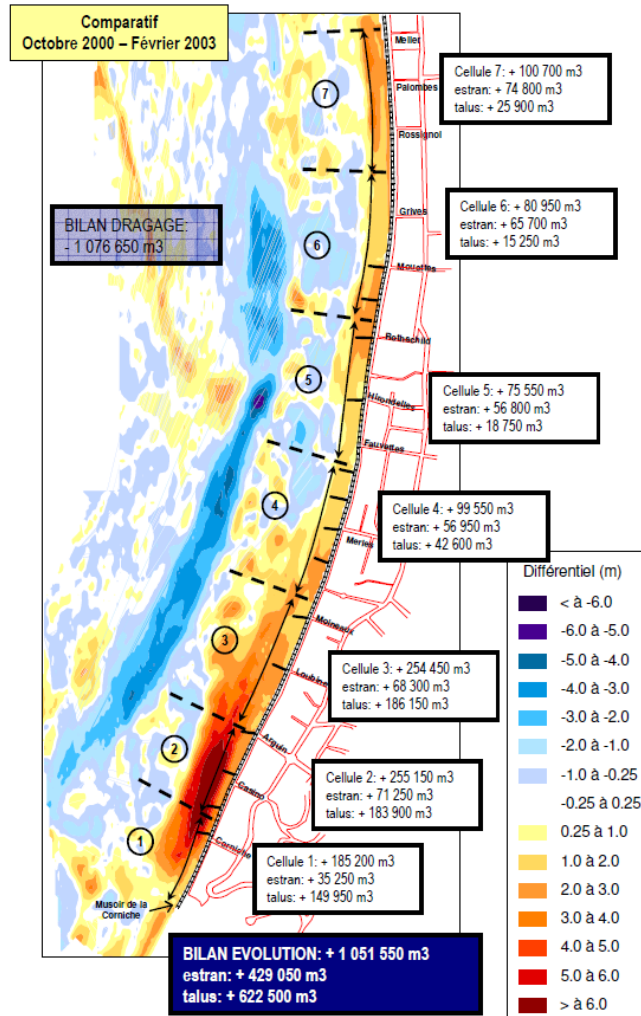 Comparatif
Octobre 2000 – Février 2003
Meller
Cellule 7: + 100 700 m3
estran: + 74 800 m3
talus: + 25 900 m3
7
Palombes
Rossignol
BILAN DRAGAGE:
- 1 076 650 m3
Cellule 6: + 80 950 m3
estran: + 65 700 m3
talus: + 15 250 m3
Grives
6
Mouettes
Rothschild
5
Cellule 5: + 75 550 m3
estran: + 56 800 m3
talus: + 18 750 m3
Hirondelles
Fauvettes
4
Cellule 4: + 99 550 m3
estran: + 56 950 m3
talus: + 42 600 m3
Merles
Moineaux
3
Loubine
Cellule 3: + 254 450 m3
estran: + 68 300 m3
talus: + 186 150 m3
2
Arguin
Casino
Cellule 2: + 255 150 m3
estran: + 71 250 m3
talus: + 183 900 m3
1
Corniche
Cellule 1: + 185 200 m3
estran: + 35 250 m3
talus: + 149 950 m3
Musoir de la
Corniche
BILAN EVOLUTION: + 1 051 550 m3
estran: + 429 050 m3
talus: + 622 500 m3
Différentiel (m)
< à -6.0
-6.0 à -5.0
-5.0 à -4.0
-4.0 à -3.0
-3.0 à -2.0
-2.0 à -1.0
-1.0 à -0.25
-0.25 à 0.25
0.25 à 1.0
1.0 à 2.0
2.0 à 3.0
3.0 à 4.0
4.0 à 5.0
5.0 à 6.0
> à 6.0